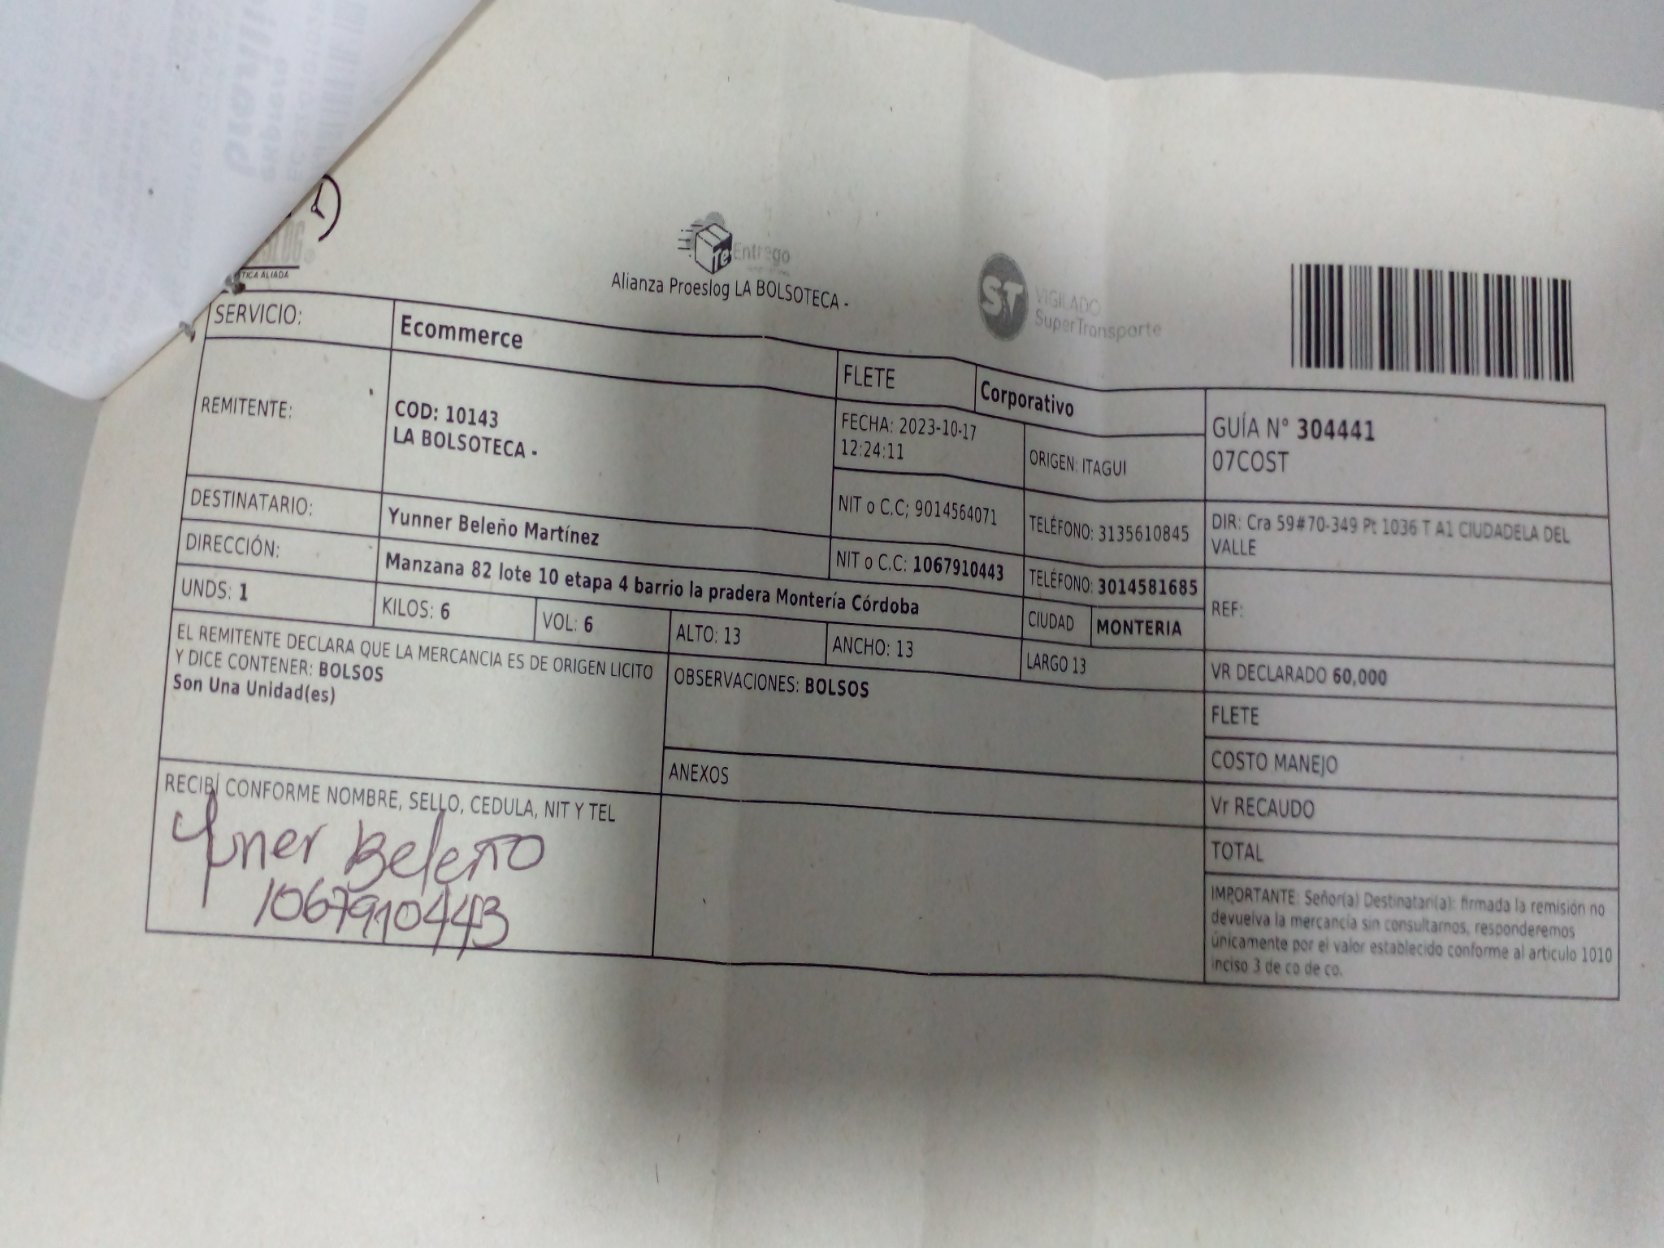 TICA ALIADA
Te Entrego
Alianza Proeslog LA BOLSOTECA -
ST VIGILADO
SuperTransporte
SERVICIO:
Ecommerce
FLETE
Corporativo
REMITENTE:
COD: 10143
LA BOLSOTECA -
FECHA: 2023-10-17
12:24:11
ORIGEN: ITAGUI
GUÍA N° 304441
07COST
NIT o C.C; 9014564071
TELÉFONO: 3135610845
DIR: Cra 59#70-349 Pt 1036 T A1 CIUDADELA DEL
VALLE
DESTINATARIO:
Yunner Beleño Martínez
NIT o C.C: 1067910443
TELÉFONO: 3014581685
REF:
DIRECCIÓN:
Manzana 82 lote 10 etapa 4 barrio la pradera Montería Córdoba
CIUDAD
MONTERIA
UNDS: 1
KILOS: 6
VOL: 6
ALTO: 13
ANCHO: 13
LARGO 13
VR DECLARADO 60,000
EL REMITENTE DECLARA QUE LA MERCANCIA ES DE ORIGEN LICITO
Y DICE CONTENER: BOLSOS
Son Una Unidad(es)
OBSERVACIONES: BOLSOS
FLETE
COSTO MANEJO
ANEXOS
Vr RECAUDO
TOTAL
RECIBÍ CONFORME NOMBRE, SELLO, CEDULA, NIT Y TEL
Yner Beleño
1067910443
IMPORTANTE: Señor(a) Destinatari(a): firmada la remisión no
devuelva la mercancía sin consultarnos, responderemos
únicamente por el valor establecido conforme al articulo 1010
inciso 3 de co de co.